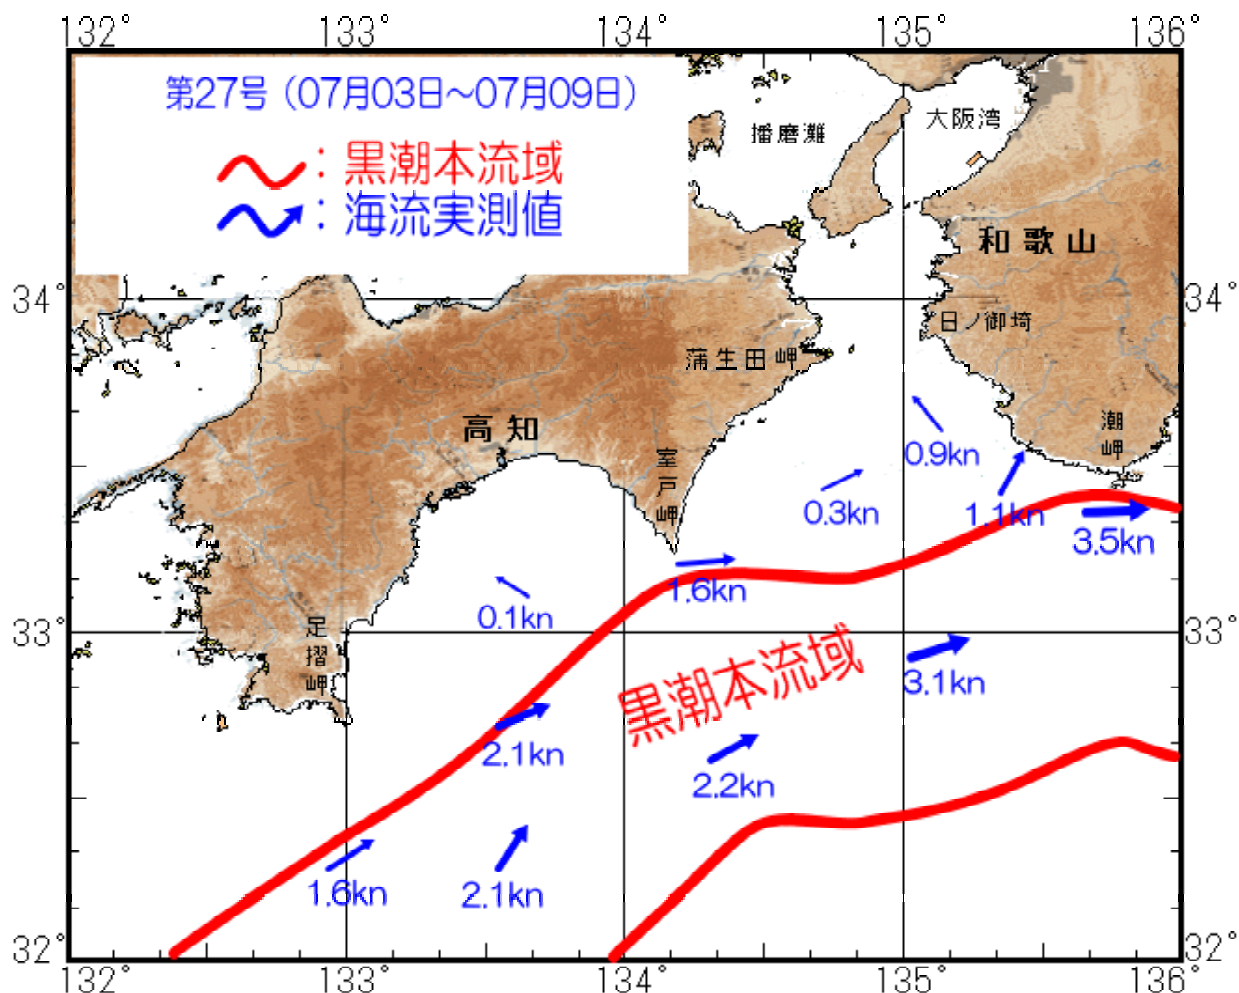 132° 133° 134° 135° 136°
第27号（07月03日～07月09日）
：黒潮本流域
：海流実測値
播磨灘
大阪湾
和歌山
34° 34°
日ノ御埼
蒲生田岬
潮岬
高知
室戸岬
0.9kn
0.3kn
1.1kn
3.5kn
1.6kn
0.1kn
33° 33°
足摺岬
黒潮本流域
3.1kn
2.1kn
2.2kn
1.6kn
2.1kn
32° 32°
132° 133° 134° 135° 136°